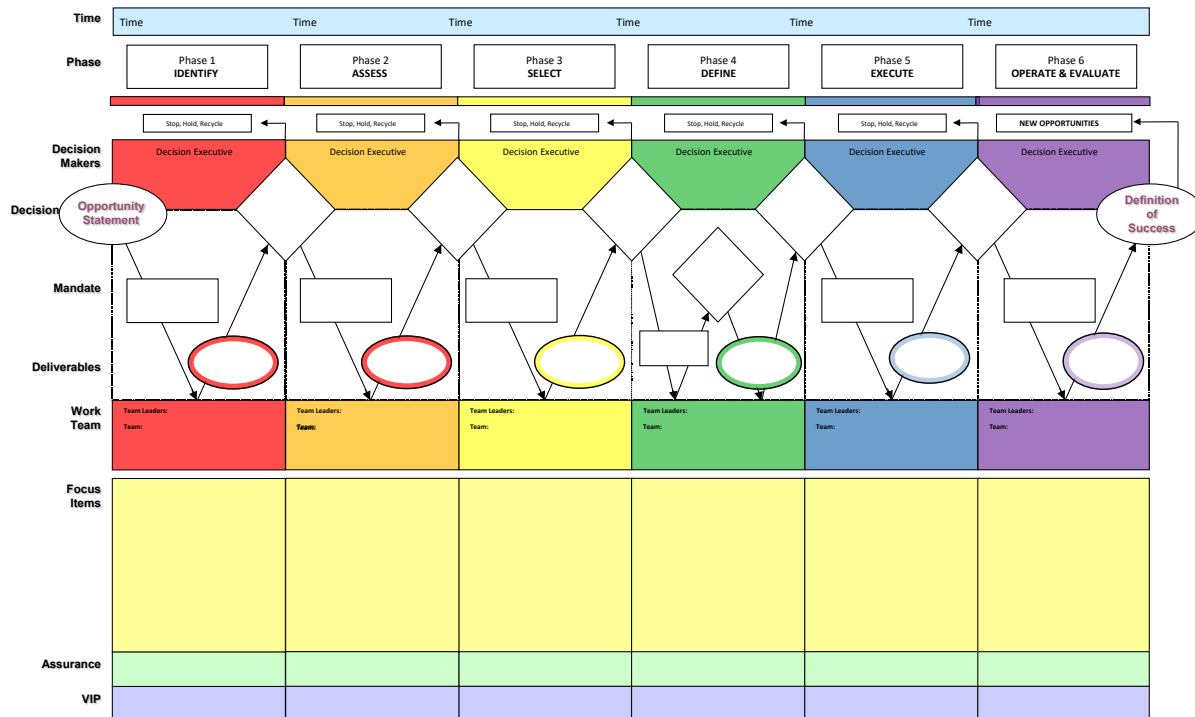 Time
Time Time Time Time Time Time
Phase
Phase 1
IDENTIFY
Phase 2
ASSESS
Phase 3
SELECT
Phase 4
DEFINE
Phase 5
EXECUTE
Phase 6
OPERATE & EVALUATE
Stop, Hold, Recycle
Stop, Hold, Recycle
Stop, Hold, Recycle
Stop, Hold, Recycle
Stop, Hold, Recycle
NEW OPPORTUNITIES
Decision
Makers
Decision Executive
Decision Executive
Decision Executive
Decision Executive
Decision Executive
Decision Executive
Decision
Opportunity
Statement
Definition
of
Success
Mandate
Deliverables
Work
Team
Team Leaders:
Team:
Team Leaders:
Team:
Team Leaders:
Team:
Team Leaders:
Team:
Team Leaders:
Team:
Team Leaders:
Team:
Focus
Items
Assurance
VIP